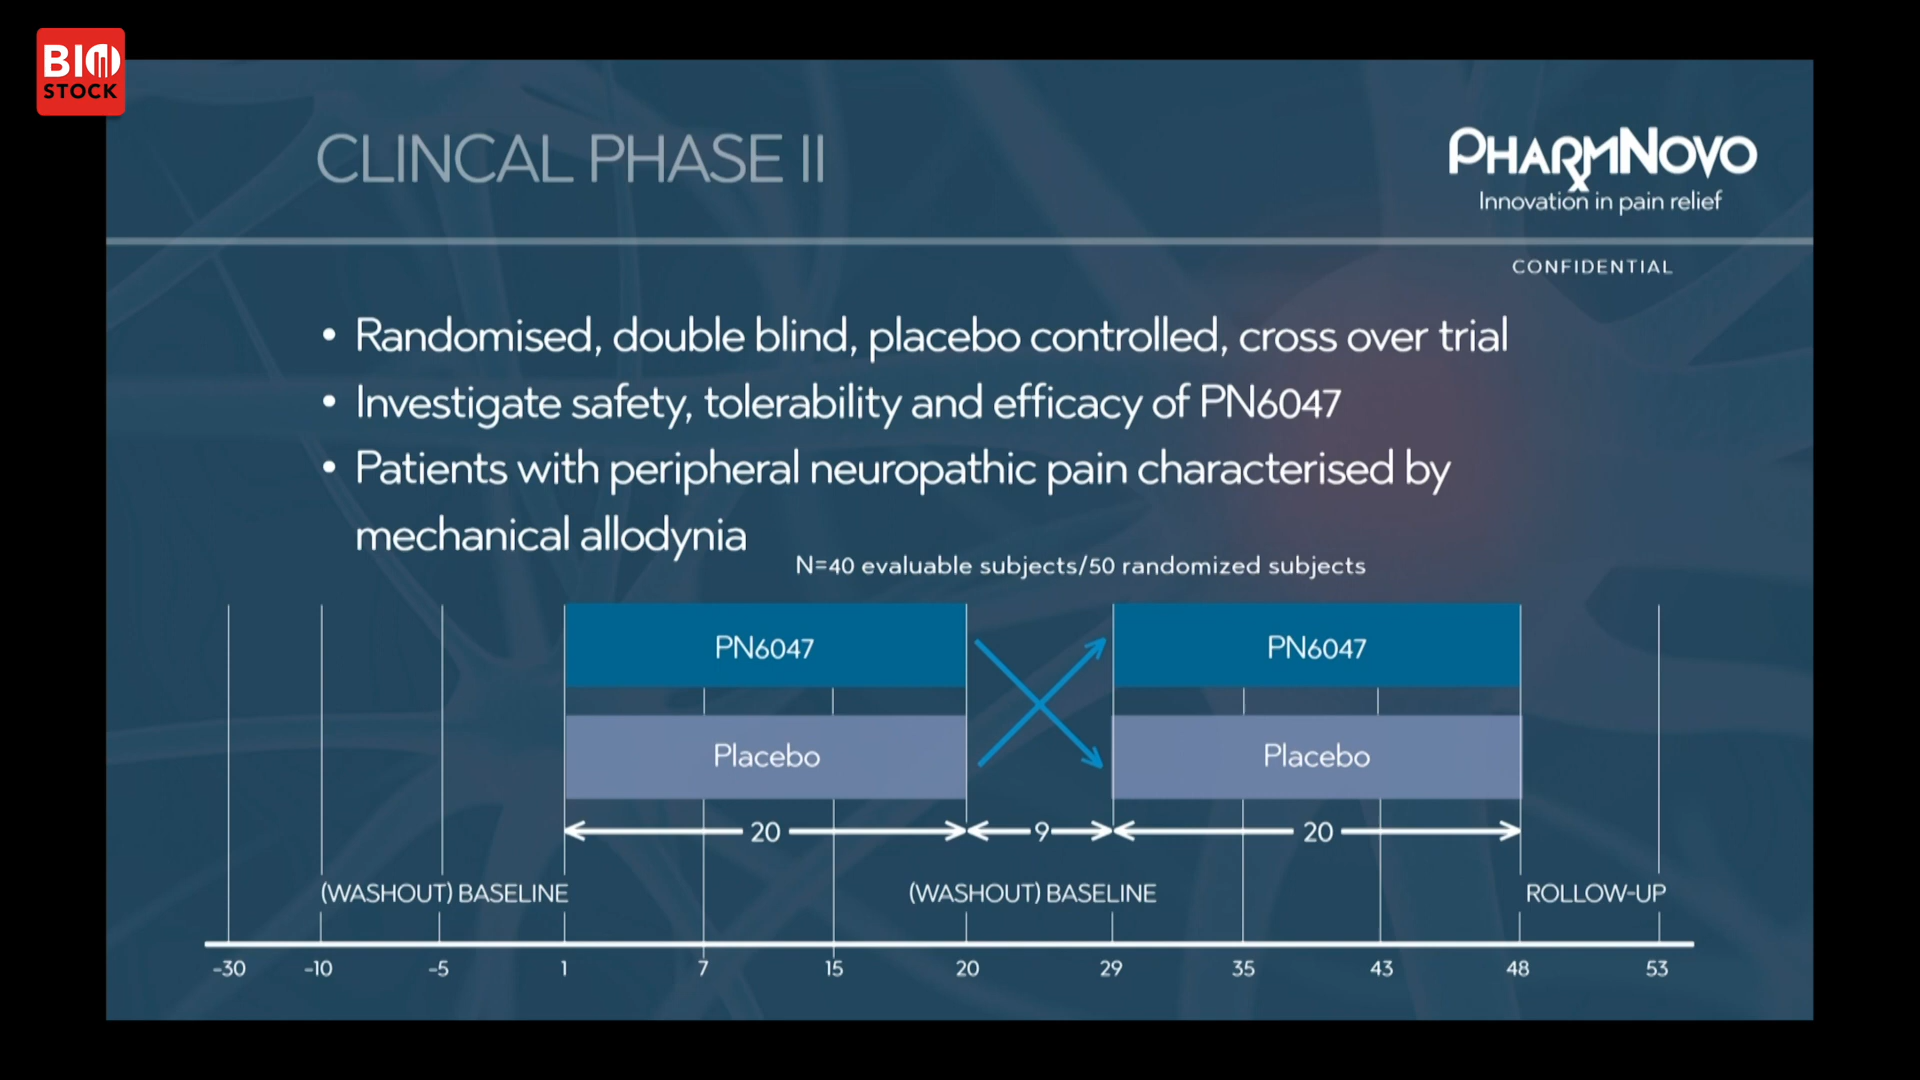 BIO
STOCK
CLINCAL PHASE II
PHARMNOVO
Innovation in pain relief
CONFIDENTIAL
• Randomised, double blind, placebo controlled, cross over trial
• Investigate safety, tolerability and efficacy of PN6047
• Patients with peripheral neuropathic pain characterised by
mechanical allodynia
N=40 evaluable subjects/50 randomized subjects
PN6047 PN6047
Placebo Placebo
20 9 20
(WASHOUT) BASELINE (WASHOUT) BASELINE ROLLOW-UP
-30 -10 -5 1 7 15 20 29 35 43 48 53